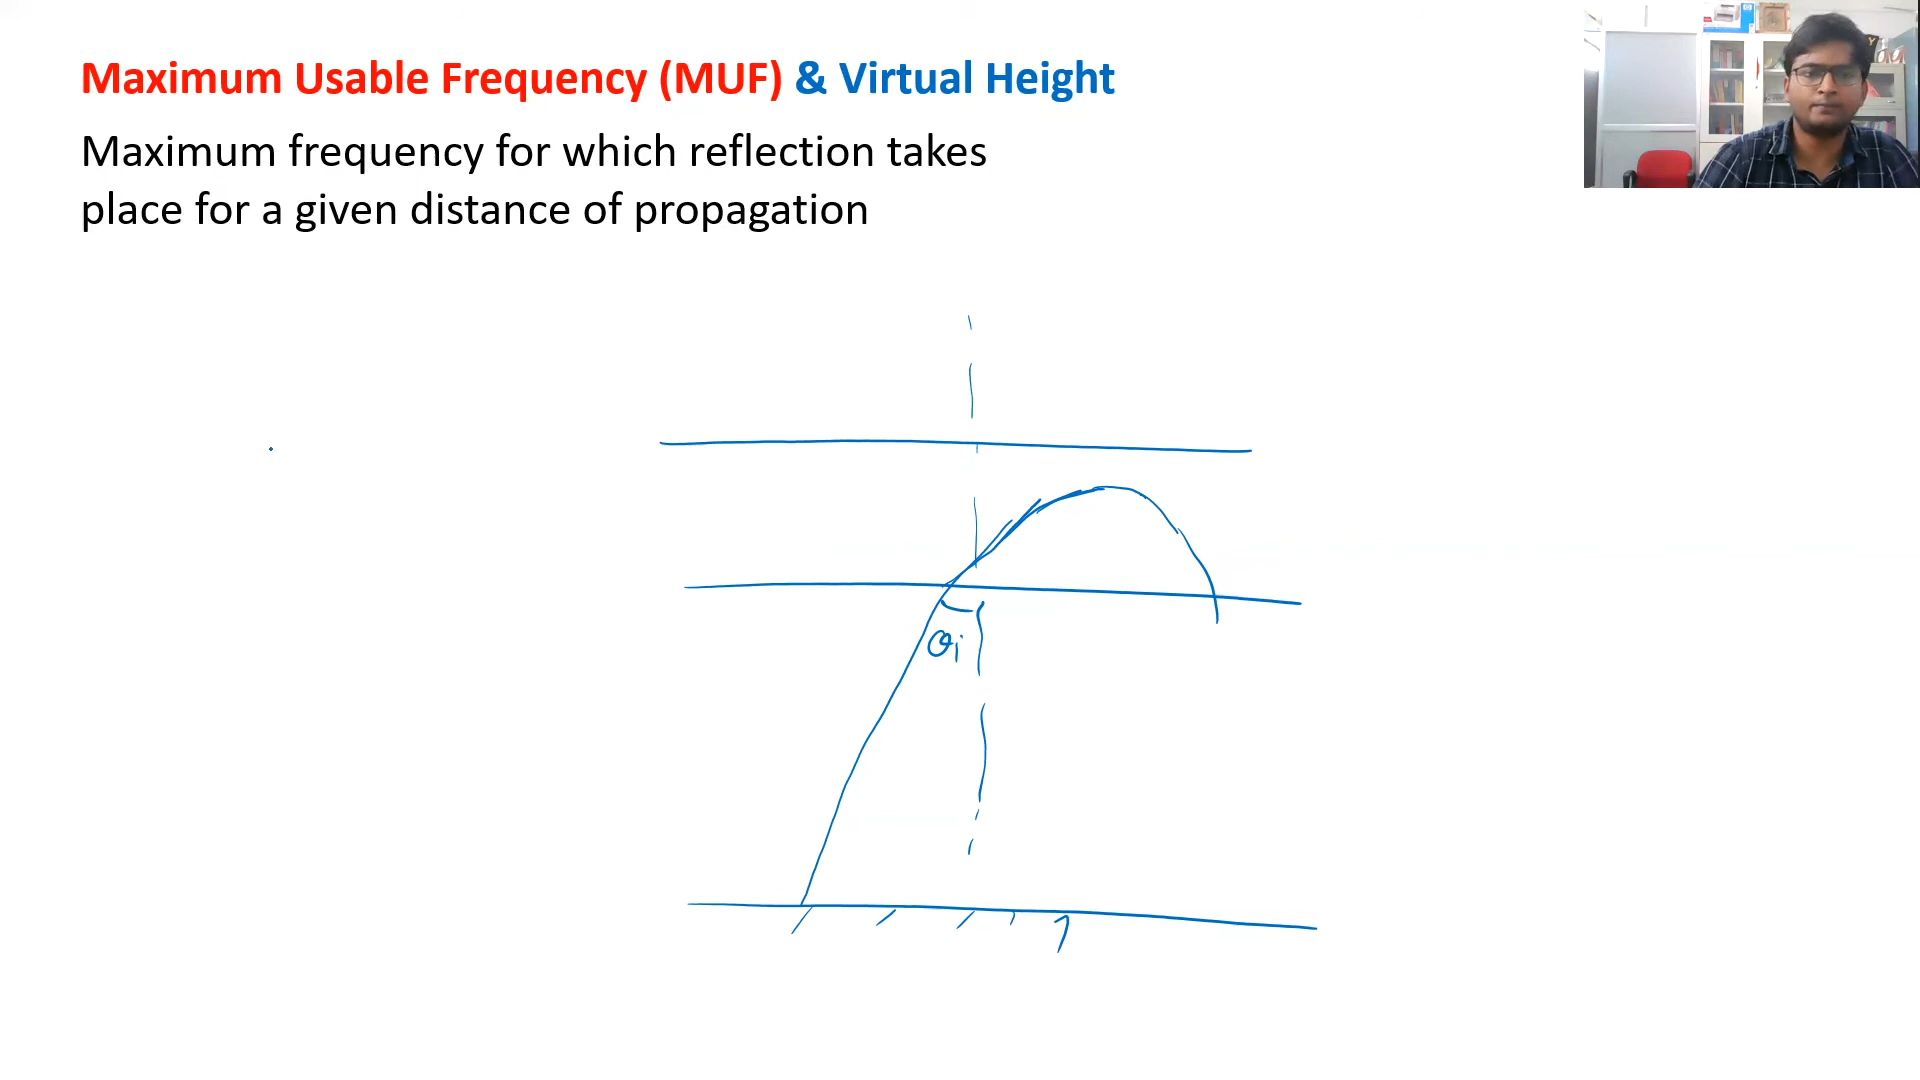 Maximum Usable Frequency (MUF) & Virtual Height
Maximum frequency for which reflection takes
place for a given distance of propagation
θi